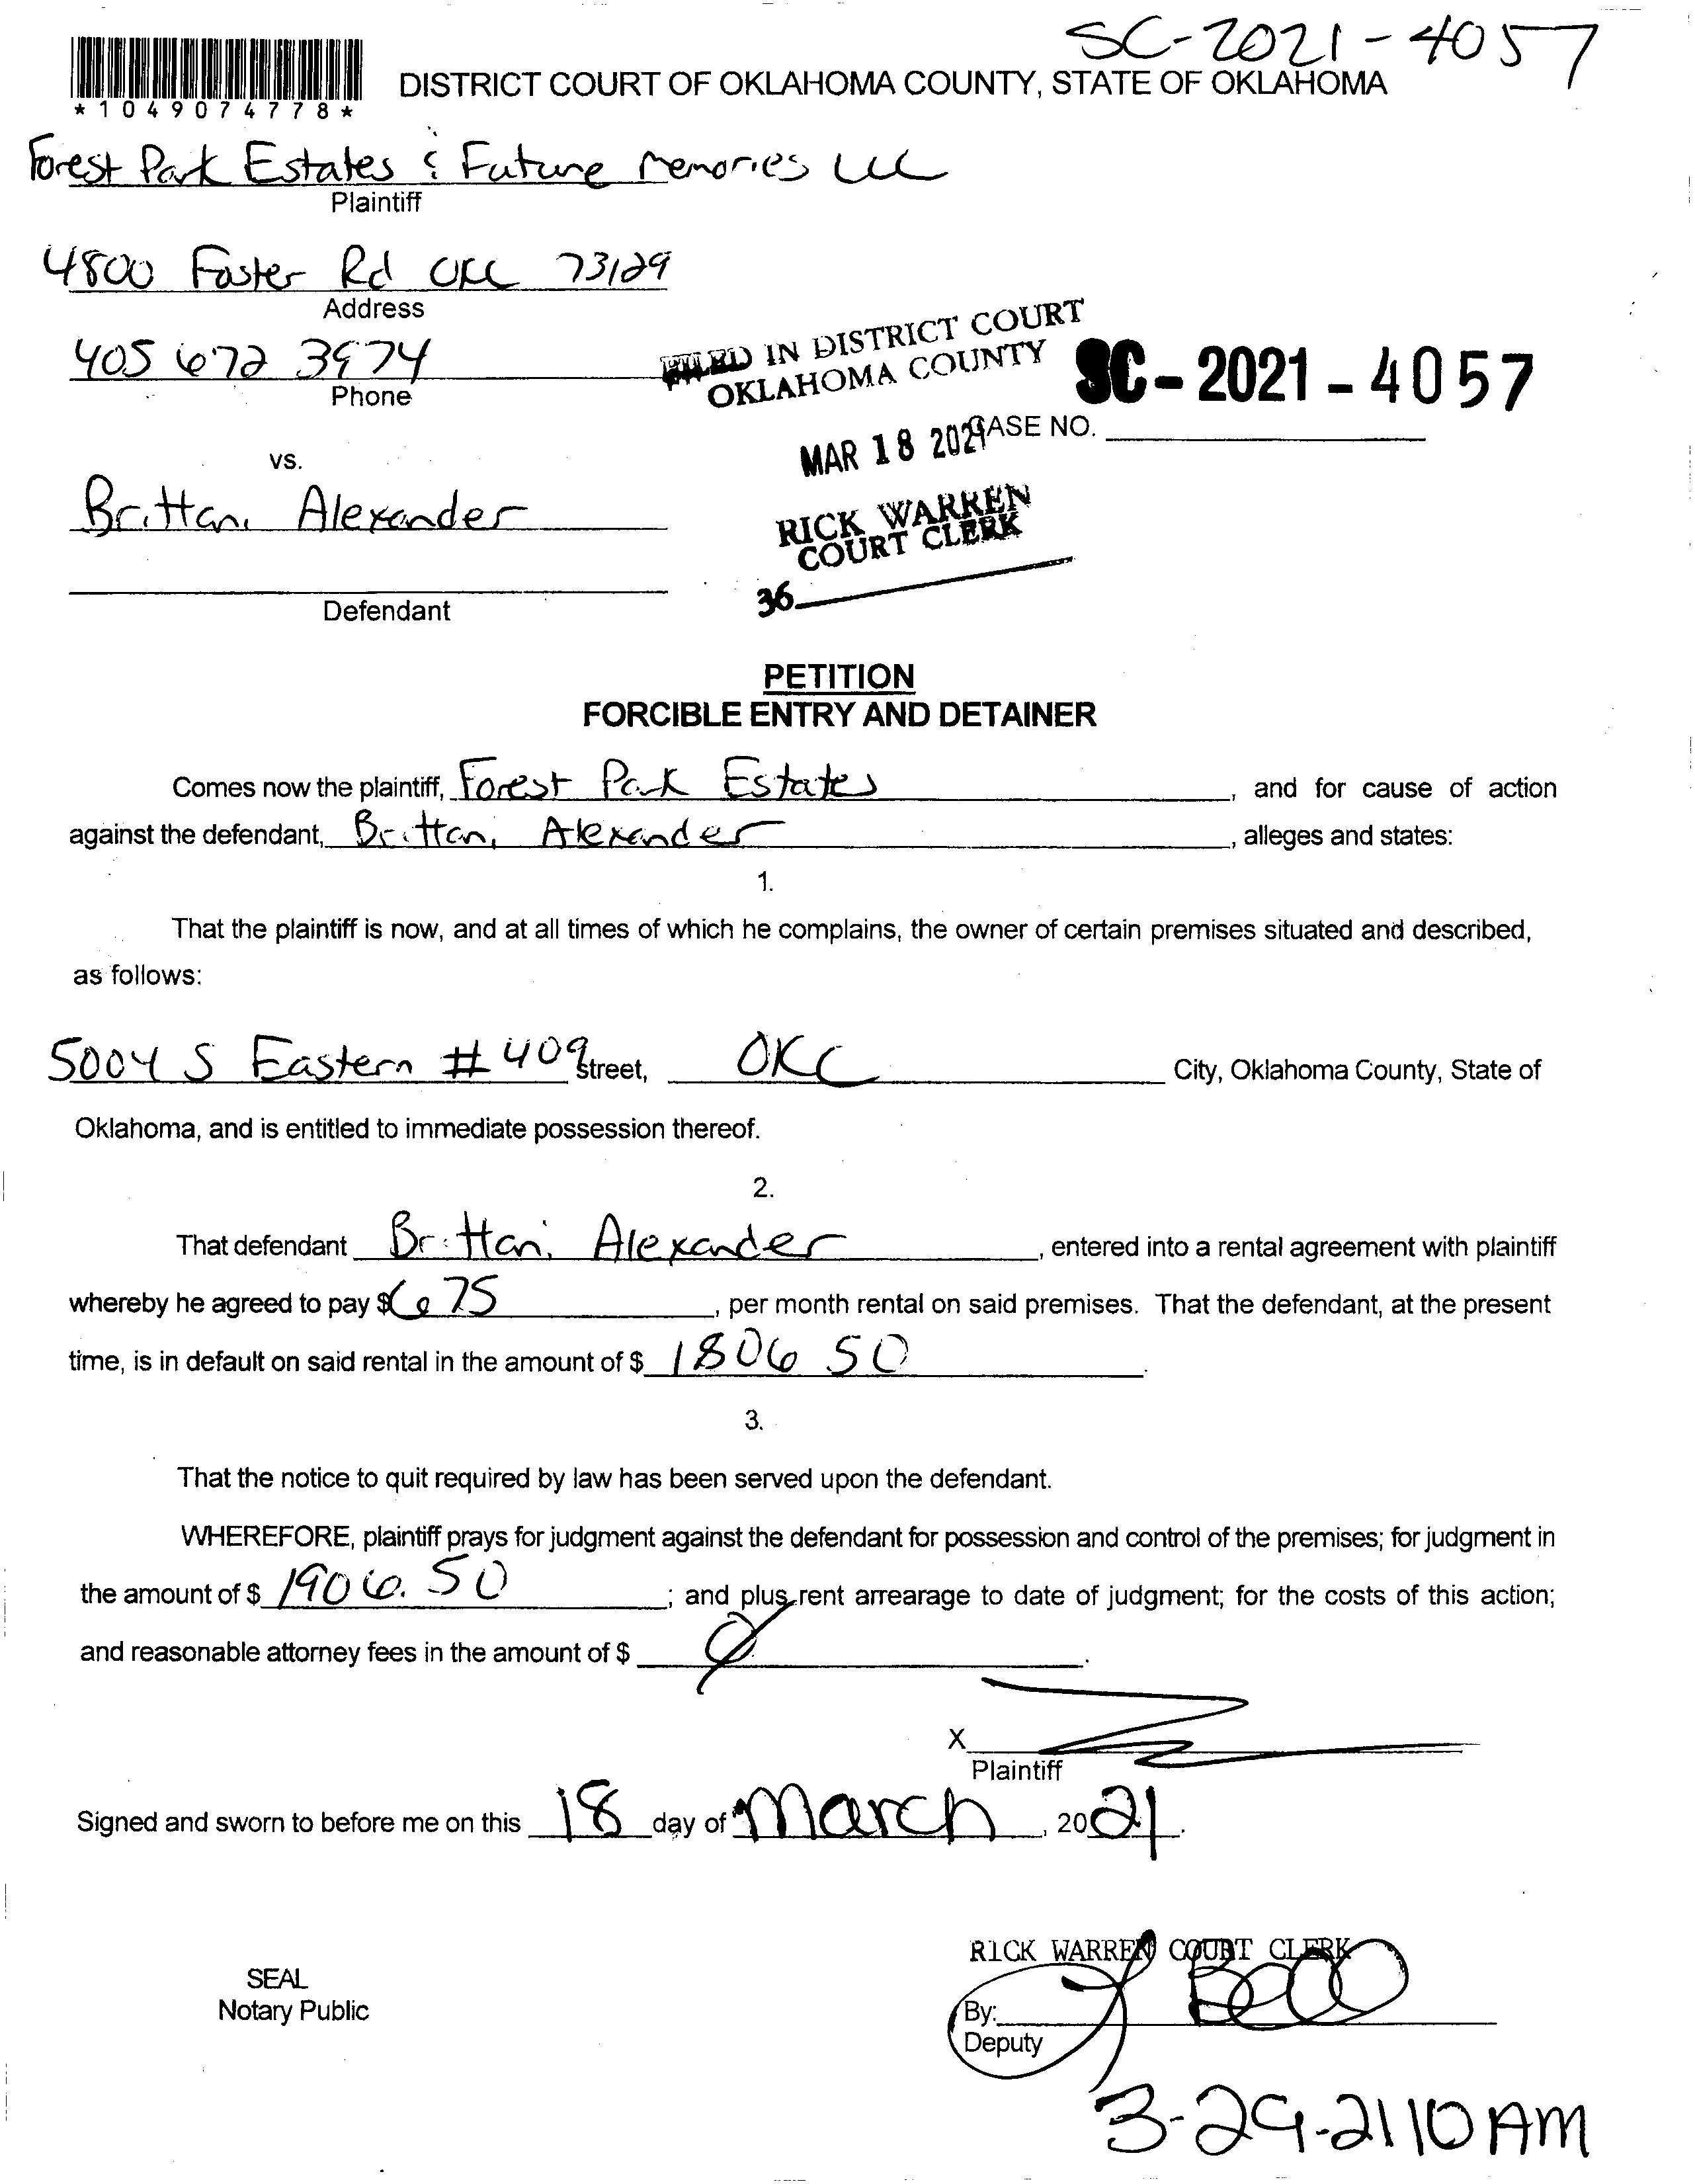 SC-2021-4057
DISTRICT COURT OF OKLAHOMA COUNTY, STATE OF OKLAHOMA
*1049074778*
Forest Park Estates & Future Memories LLC
Plaintiff
4800 Foster Rd OKC 73129
Address
405 672 3974
Phone
FILED IN DISTRICT COURT
OKLAHOMA COUNTY
SC-2021-4057
MAR 18 2021
CASE NO.
vs.
Brittani Alexander
RICK WARREN
COURT CLERK
36
Defendant
PETITION
FORCIBLE ENTRY AND DETAINER
Comes now the plaintiff, Forest Park Estates, and for cause of action
against the defendant, Brittani Alexander, alleges and states:
1.
That the plaintiff is now, and at all times of which he complains, the owner of certain premises situated and described,
as follows:
5004 S Eastern # 409 street, OKC City, Oklahoma County, State of
Oklahoma, and is entitled to immediate possession thereof.
2.
That defendant Brittani Alexander, entered into a rental agreement with plaintiff
whereby he agreed to pay $675, per month rental on said premises. That the defendant, at the present
time, is in default on said rental in the amount of $ 1806 50.
3.
That the notice to quit required by law has been served upon the defendant.
WHEREFORE, plaintiff prays for judgment against the defendant for possession and control of the premises; for judgment in
the amount of $ 1906.50; and plus rent arrearage to date of judgment; for the costs of this action;
and reasonable attorney fees in the amount of $ Ø.
X
Plaintiff
Signed and sworn to before me on this 18 day of March, 2021.
RICK WARREN COURT CLERK
SEAL
Notary Public
By:
Deputy
3-29-21 10 AM